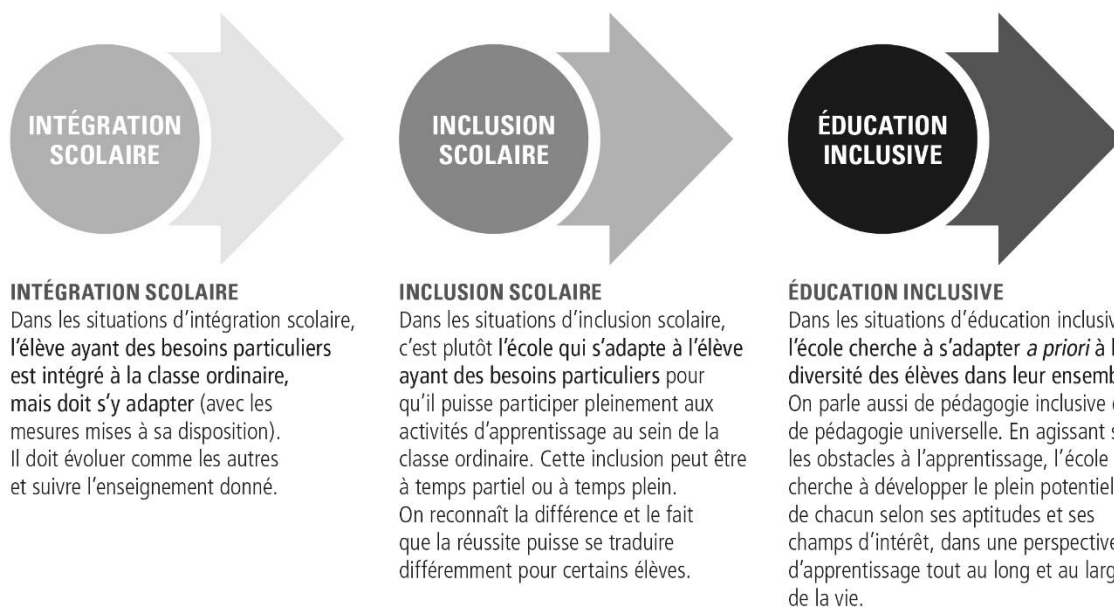 INTÉGRATION
SCOLAIRE
INCLUSION
SCOLAIRE
ÉDUCATION
INCLUSIVE
INTÉGRATION SCOLAIRE
Dans les situations d’intégration scolaire,
l’élève ayant des besoins particuliers
est intégré à la classe ordinaire,
mais doit s’y adapter (avec les
mesures mises à sa disposition).
Il doit évoluer comme les autres
et suivre l’enseignement donné.
INCLUSION SCOLAIRE
Dans les situations d’inclusion scolaire,
c’est plutôt l’école qui s’adapte à l’élève
ayant des besoins particuliers pour
qu’il puisse participer pleinement aux
activités d’apprentissage au sein de la
classe ordinaire. Cette inclusion peut être
à temps partiel ou à temps plein.
On reconnaît la différence et le fait
que la réussite puisse se traduire
différemment pour certains élèves.
ÉDUCATION INCLUSIVE
Dans les situations d’éducation
l’école cherche à s’adapter a priori à
diversité des élèves dans leur
On parle aussi de pédagogie inclusive
de pédagogie universelle. En agissant
les obstacles à l’apprentissage, l’école
cherche à développer le plein potentiel
de chacun selon ses aptitudes et ses
champs d’intérêt, dans une perspective
d’apprentissage tout au long et au
de la vie.